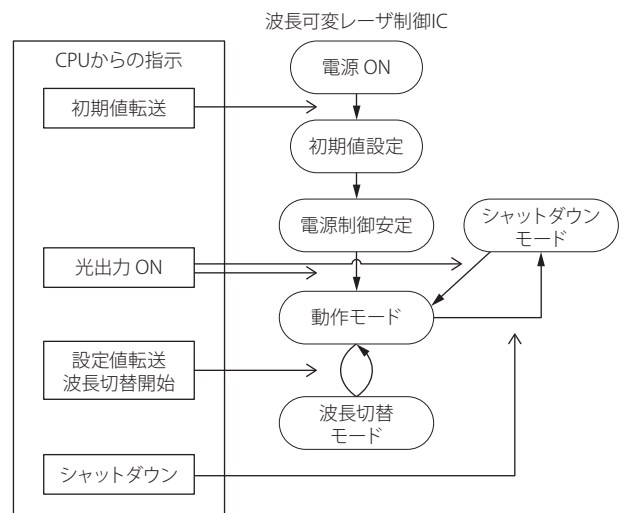 波長可変レーザ制御IC
CPUからの指示
電源 ON
初期値転送
初期値設定
電源制御安定
シャットダウン
モード
光出力 ON
動作モード
設定値転送
波長切替開始
波長切替
モード
シャットダウン